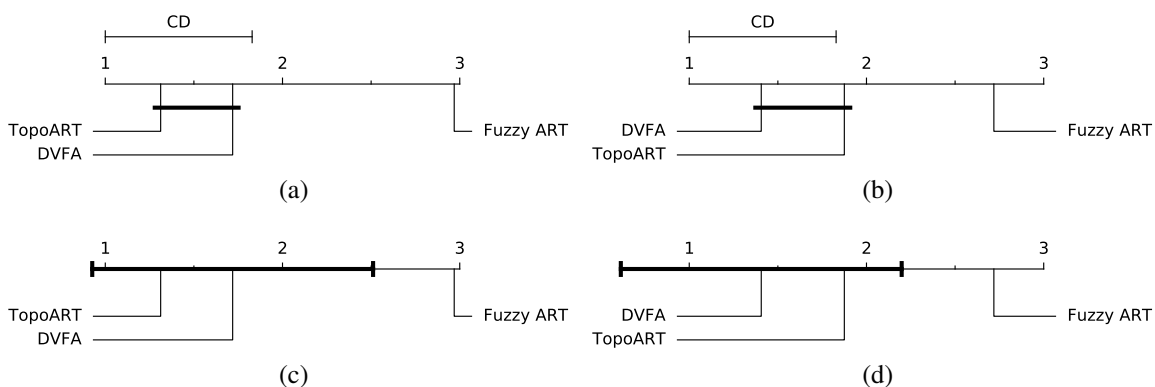 CD
1 2 3
TopoART
DVFA
Fuzzy ART
(a)
CD
1 2 3
DVFA
TopoART
Fuzzy ART
(b)
1 2 3
TopoART
DVFA
Fuzzy ART
(c)
1 2 3
DVFA
TopoART
Fuzzy ART
(d)